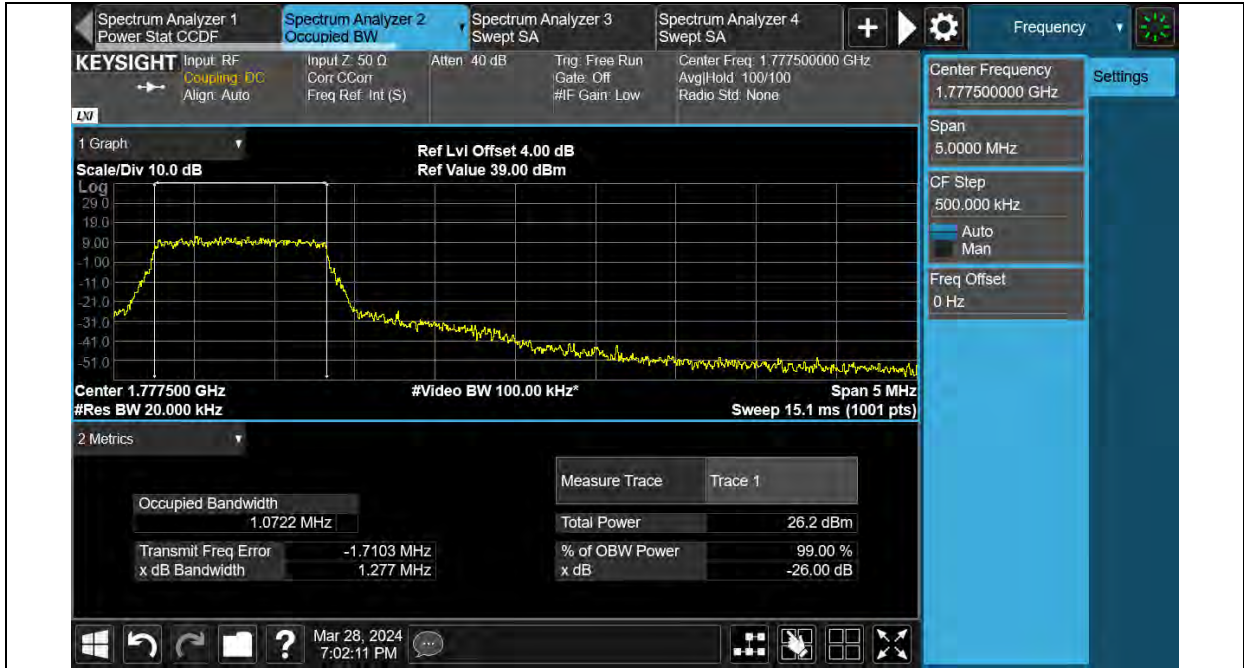 Spectrum Analyzer 1
Power Stat CCDF
Spectrum Analyzer 2
Occupied BW
Spectrum Analyzer 3
Swept SA
Spectrum Analyzer 4
Swept SA
+
Frequency
KEYSIGHT
LXI
Input: RF
Coupling: DC
Align: Auto
Input Z: 50 Ω
Corr CCorr
Freq Ref: Int (S)
Atten: 40 dB
Trig: Free Run
Gate: Off
#IF Gain: Low
Center Freq: 1.777500000 GHz
Avg|Hold: 100/100
Radio Std: None
Center Frequency
1.777500000 GHz
Settings
Span
5.0000 MHz
CF Step
500.000 kHz
Auto
Man
Freq Offset
0 Hz
1 Graph
Scale/Div 10.0 dB
Ref Lvl Offset 4.00 dB
Ref Value 39.00 dBm
Log
29.0
19.0
9.00
-1.00
-11.0
-21.0
-31.0
-41.0
-51.0
Center 1.777500 GHz
#Video BW 100.00 kHz*
Span 5 MHz
#Res BW 20.000 kHz
Sweep 15.1 ms (1001 pts)
2 Metrics
Measure Trace
Trace 1
Occupied Bandwidth
1.0722 MHz
Total Power
26.2 dBm
Transmit Freq Error
-1.7103 MHz
% of OBW Power
99.00 %
x dB Bandwidth
1.277 MHz
x dB
-26.00 dB
?
Mar 28, 2024
7:02:11 PM